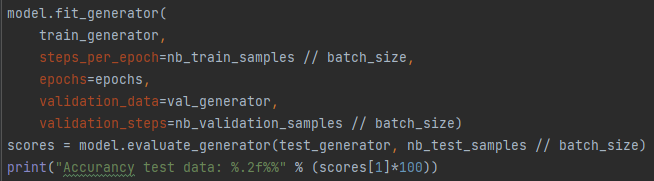 model.fit_generator(
    train_generator,
    steps_per_epoch=nb_train_samples // batch_size,
    epochs=epochs,
    validation_data=val_generator,
    validation_steps=nb_validation_samples // batch_size)
scores = model.evaluate_generator(test_generator, nb_test_samples // batch_size)
print("Accurancy test data: %.2f%%" % (scores[1]*100))